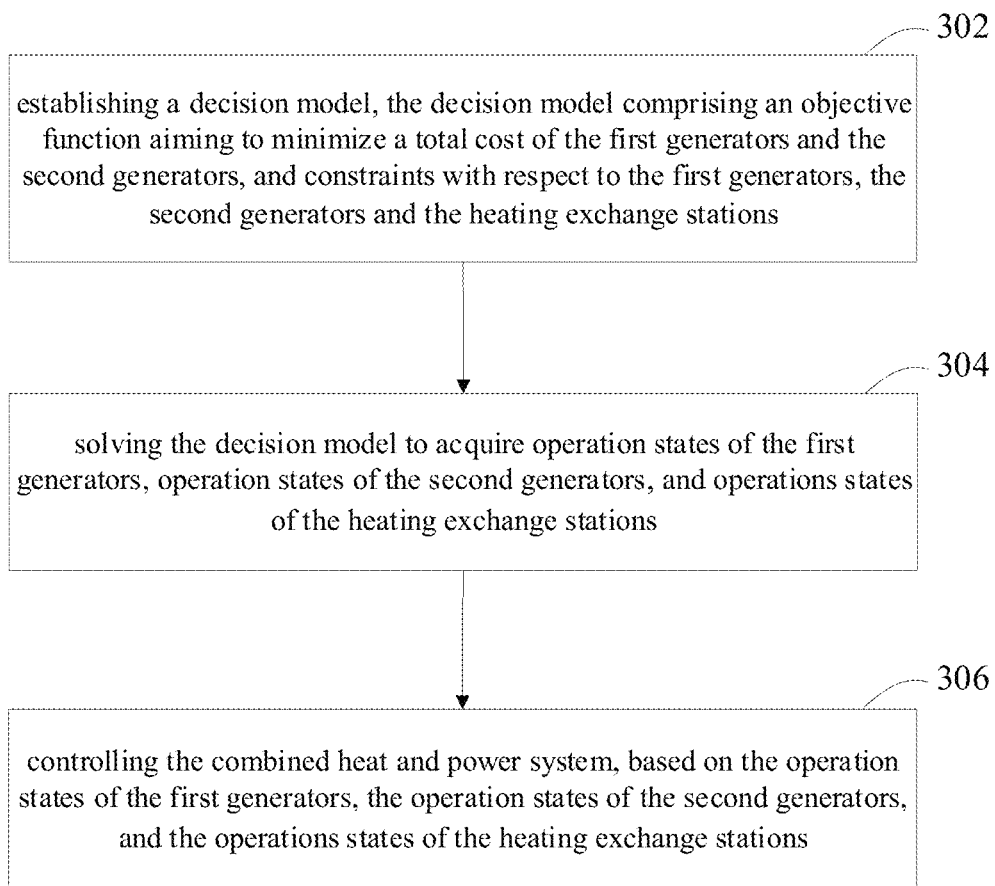 302
establishing a decision model, the decision model comprising an objective
function aiming to minimize a total cost of the first generators and the
second generators, and constraints with respect to the first generators, the
second generators and the heating exchange stations
304
solving the decision model to acquire operation states of the first
generators, operation states of the second generators, and operations states
of the heating exchange stations
306
controlling the combined heat and power system, based on the operation
states of the first generators, the operation states of the second generators,
and the operations states of the heating exchange stations